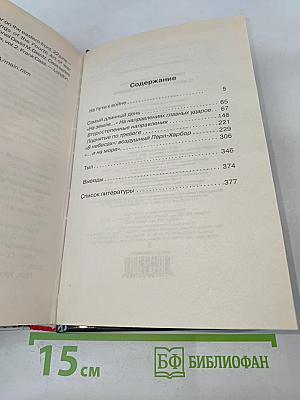 Содержание
На пути к войне 5
Самый длинный день 65
«На земле...» На направлениях главных ударов 67
Второстепенные направления 148
Поднятые по тревоге 221
«В небесах»: воздушный Перл-Харбор 229
«... и на море» 306
Тыл 346
Выводы 374
Список литературы 377
15 см
БФ БИБЛИОФАН